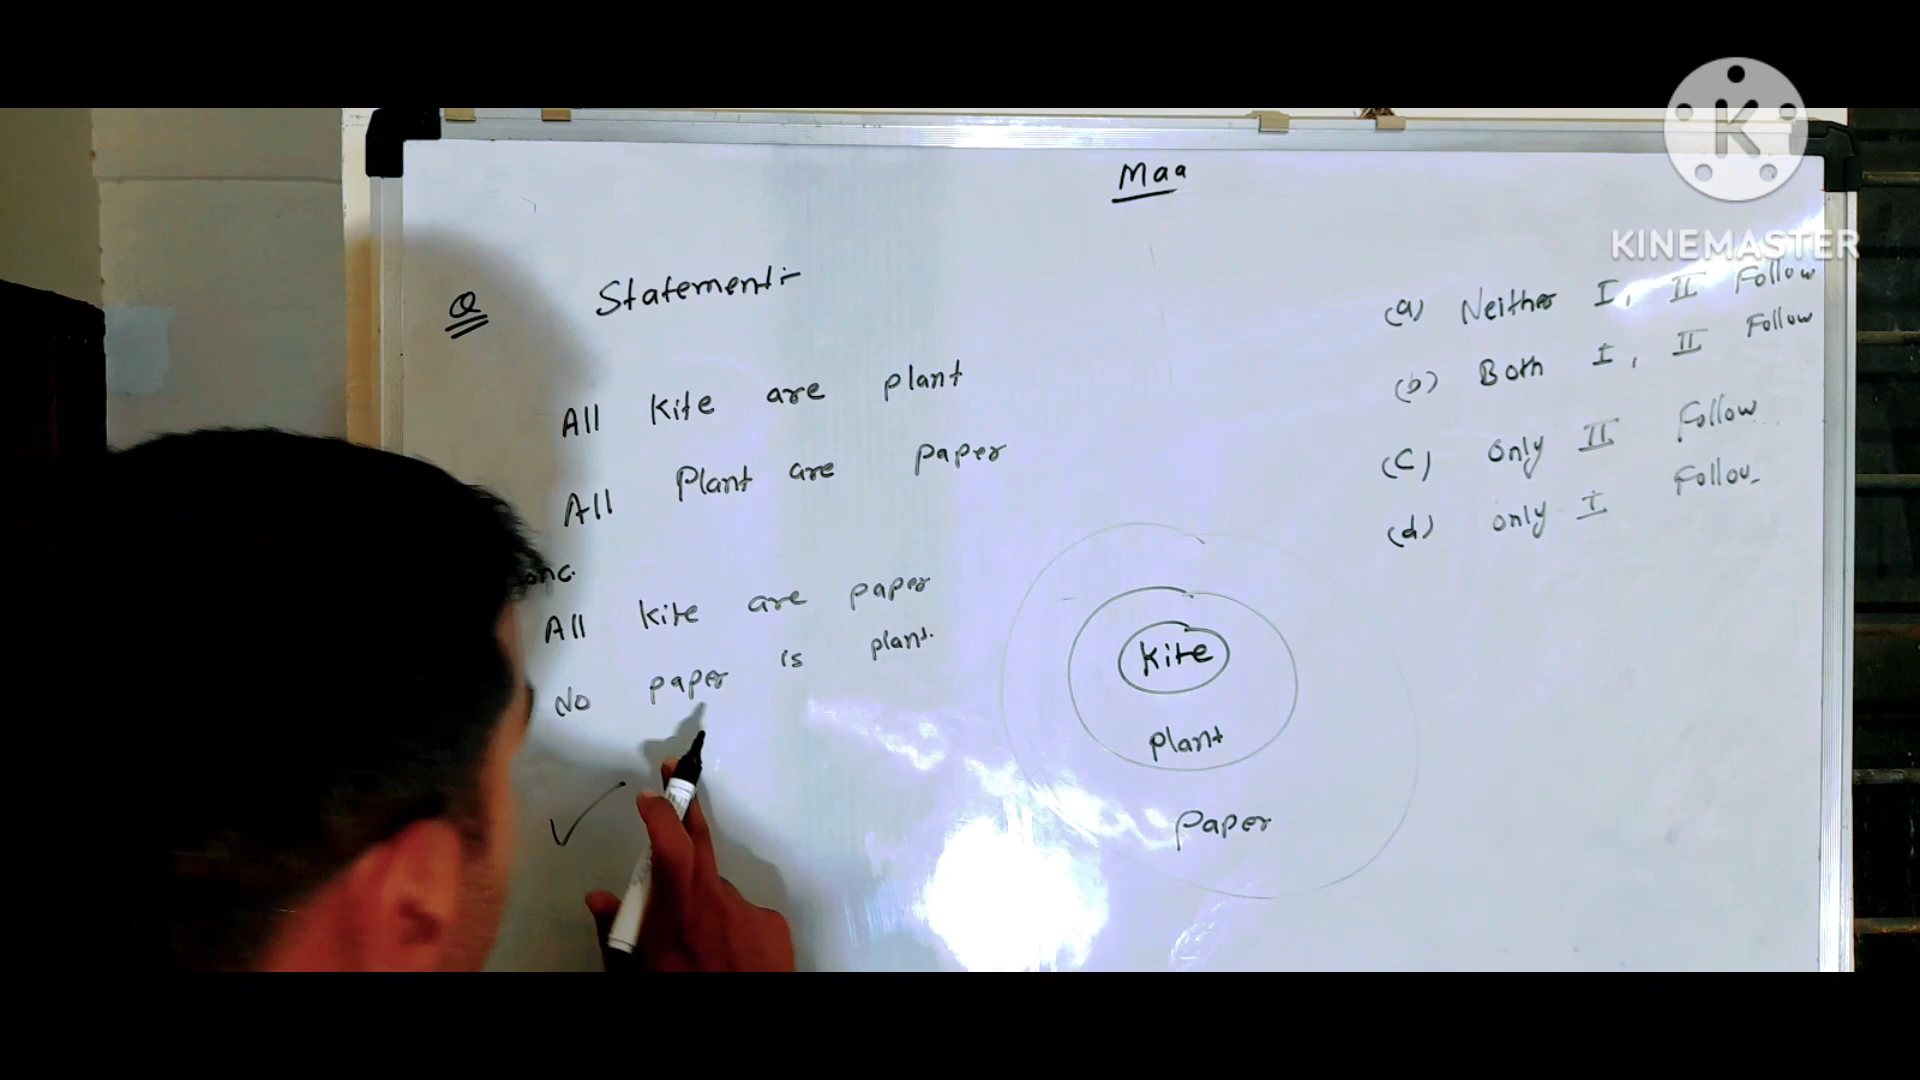 Maa
Q Statement:-
All Kite are plant
All Plant are paper
conc.
All Kite are paper
No paper is plant.
(a) Neither I, II Follow
(b) Both I, II Follow
(c) only II Follow
(d) only I Follow
Kite
plant
Paper
K
KINEMASTER